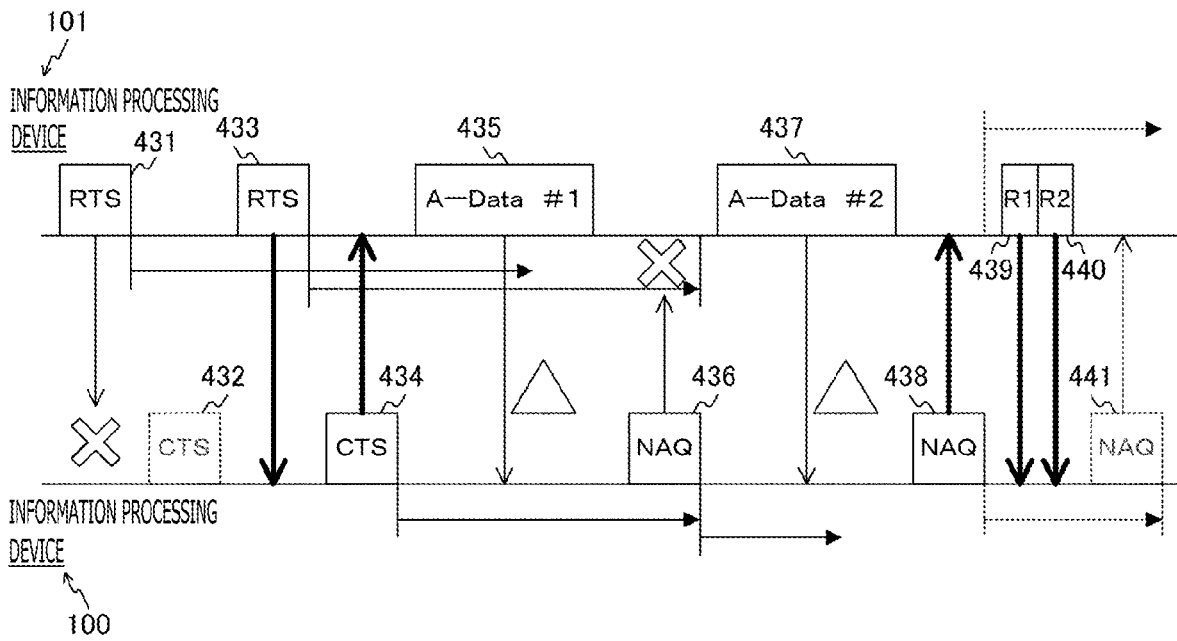 101
INFORMATION PROCESSING
DEVICE
431
433
435
437
RTS
RTS
A—Data #1
A—Data #2
R1
R2
439
440
432
434
436
438
441
CTS
CTS
NAQ
NAQ
NAQ
INFORMATION PROCESSING
DEVICE
100